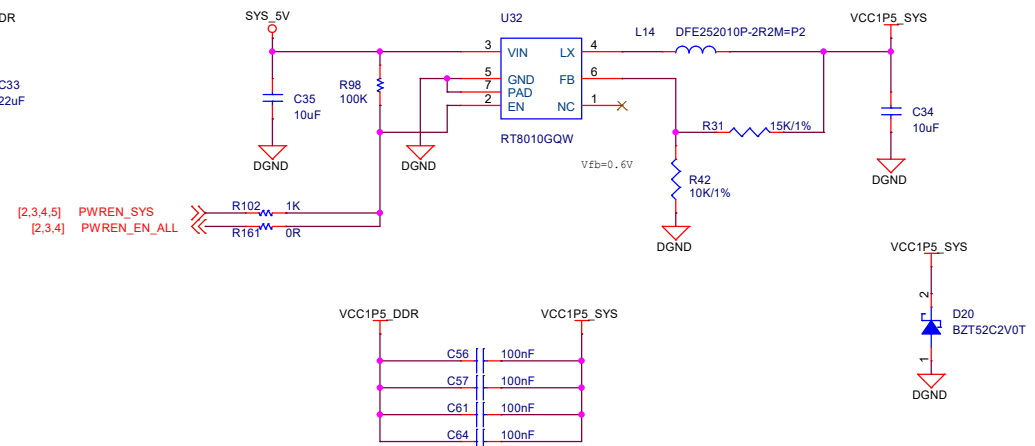 DDR
SYS_5V
U32
VCC1P5_SYS
L14 DFE252010P-2R2M=P2
3 VIN LX 4
5 GND FB 6
7 PAD
2 EN NC 1
RT8010GQW
C33
22uF
R98
100K
C35
10uF
C34
10uF
R31 15K/1%
Vfb=0.6V
R42
10K/1%
DGND
DGND
DGND
DGND
[2,3,4,5] PWREN_SYS
R102 1K
[2,3,4] PWREN_EN_ALL
R161 0R
VCC1P5_SYS
2
D20
BZT52C2V0T
1
DGND
VCC1P5_DDR
VCC1P5_SYS
C56 100nF
C57 100nF
C61 100nF
C64 100nF